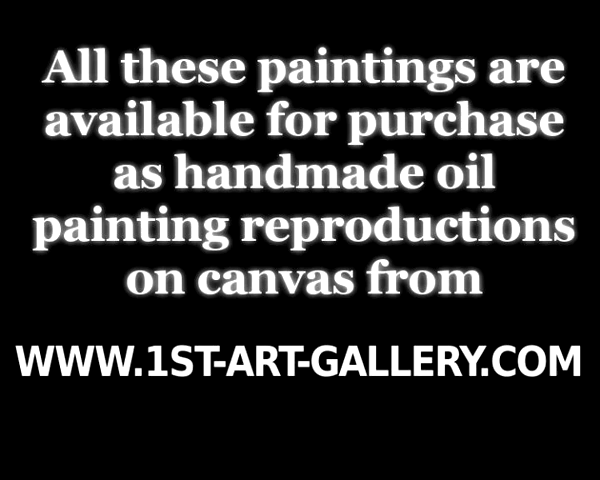 All these paintings are
available for purchase
as handmade oil
painting reproductions
on canvas from
WWW.1ST-ART-GALLERY.COM